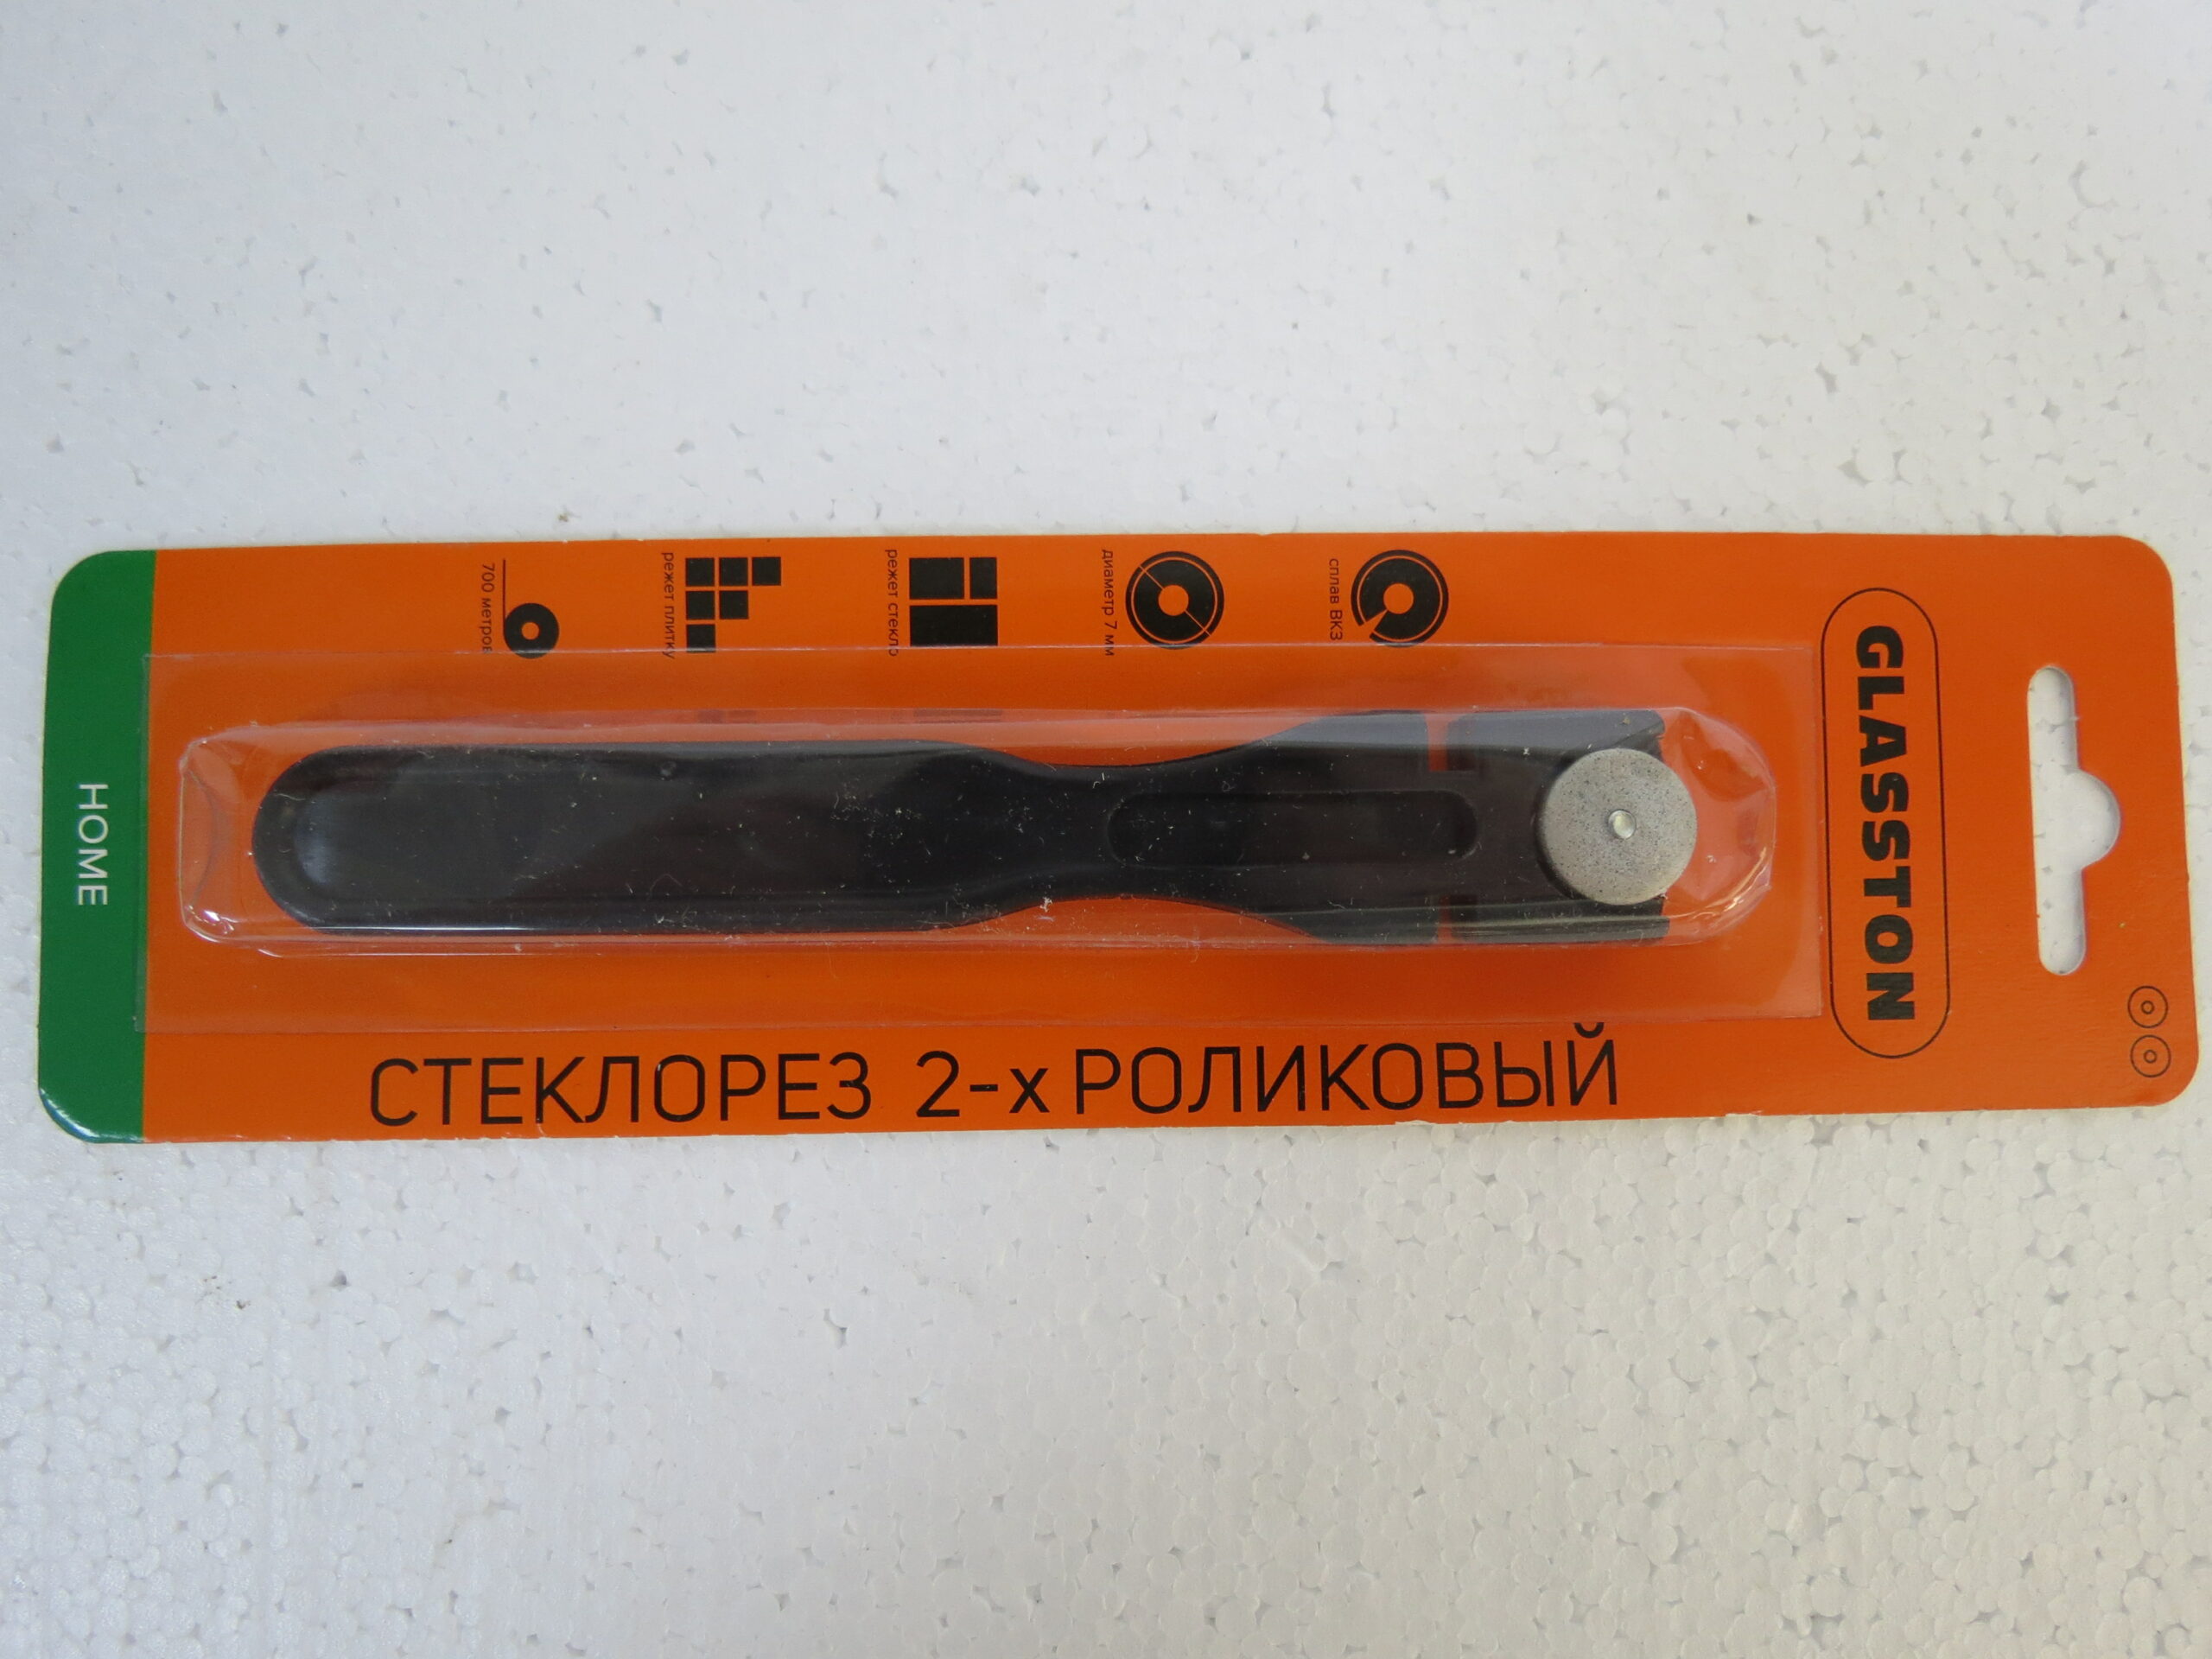 GLASSTON
сплав ВК3
диаметр 7 мм
режет стекло
режет плитку
700 метров
СТЕКЛОРЕЗ 2-х РОЛИКОВЫЙ
HOME